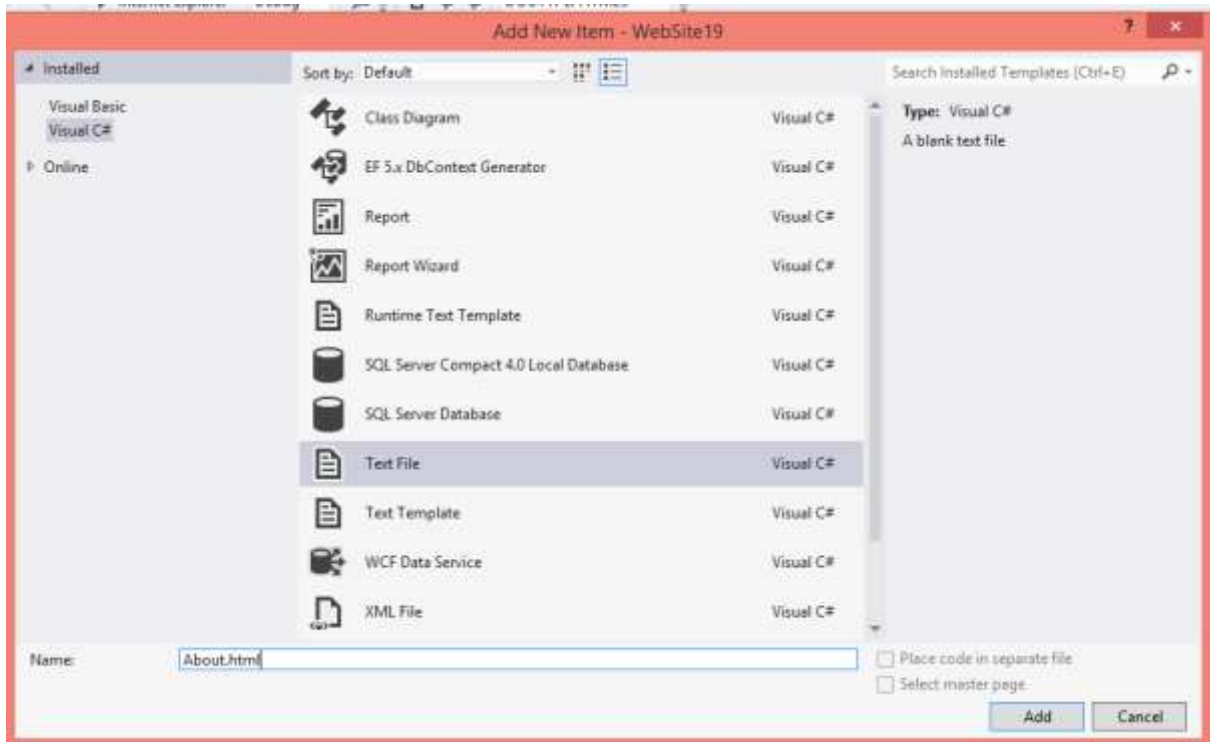 Add New Item - WebSite19
? ×
Installed
Sort by: Default
Search Installed Templates (Ctrl+E)
Visual Basic
Visual C#
Online
Class Diagram Visual C#
EF 5.x DbContext Generator Visual C#
Report Visual C#
Report Wizard Visual C#
Runtime Text Template Visual C#
SQL Server Compact 4.0 Local Database Visual C#
SQL Server Database Visual C#
Text File Visual C#
Text Template Visual C#
WCF Data Service Visual C#
XML File Visual C#
Type: Visual C#
A blank text file
Name: About.html
Place code in separate file
Select master page
Add Cancel